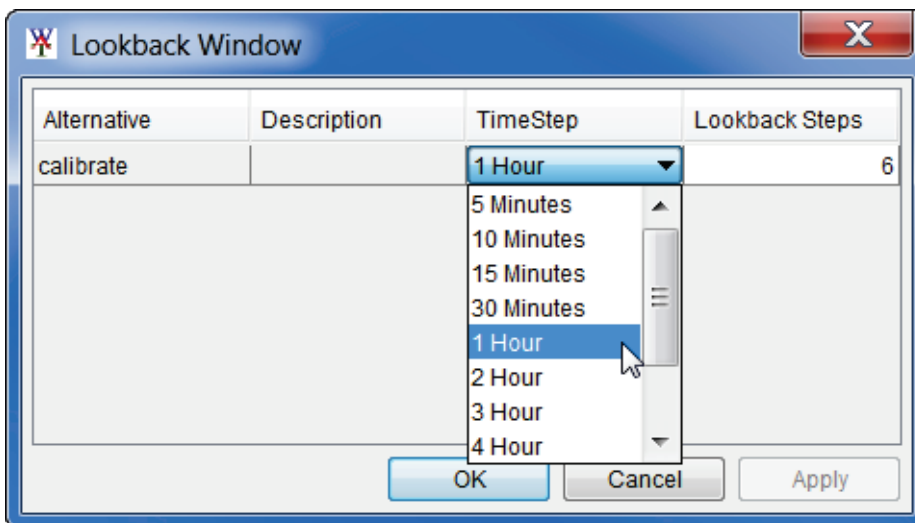 Lookback Window
X
Alternative Description TimeStep Lookback Steps
calibrate 1 Hour 6
5 Minutes
10 Minutes
15 Minutes
30 Minutes
1 Hour
2 Hour
3 Hour
4 Hour
OK Cancel Apply